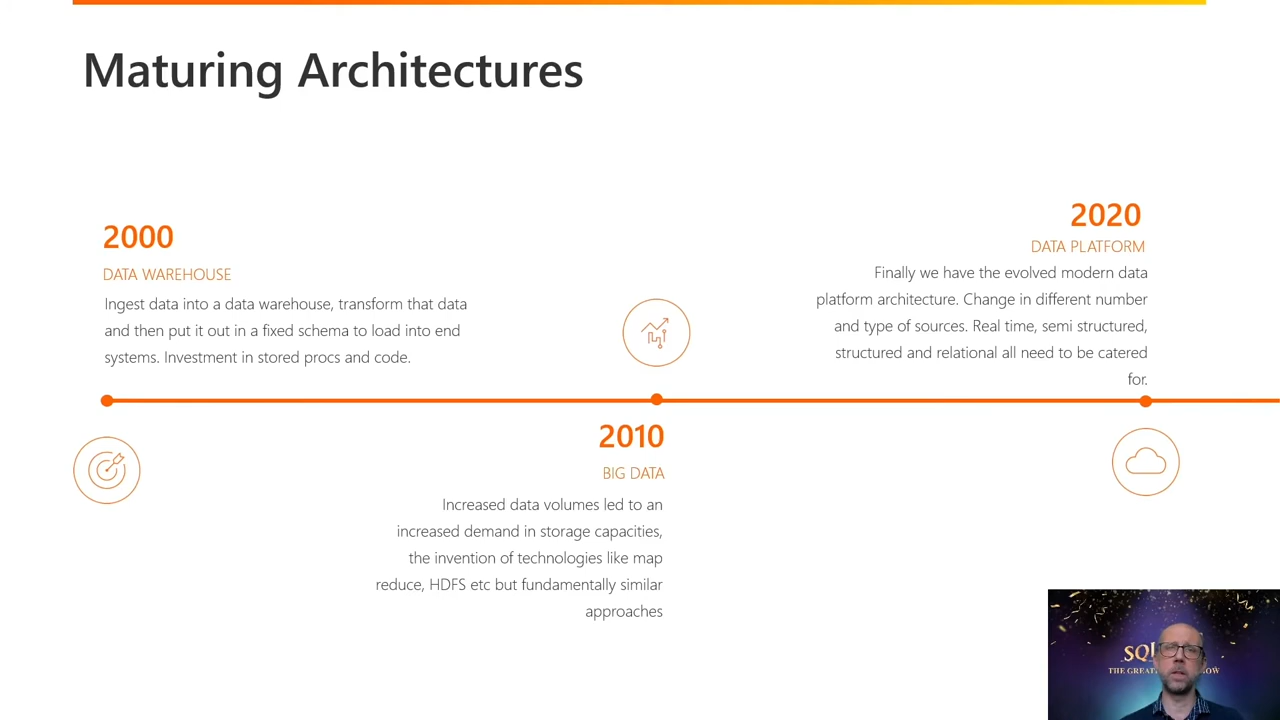 Maturing Architectures
2000
DATA WAREHOUSE
Ingest data into a data warehouse, transform that data
and then put it out in a fixed schema to load into end
systems. Investment in stored procs and code.
2010
BIG DATA
Increased data volumes led to an
increased demand in storage capacities,
the invention of technologies like map
reduce, HDFS etc but fundamentally similar
approaches
2020
DATA PLATFORM
Finally we have the evolved modern data
platform architecture. Change in different number
and type of sources. Real time, semi structured,
structured and relational all need to be catered
for.
THE